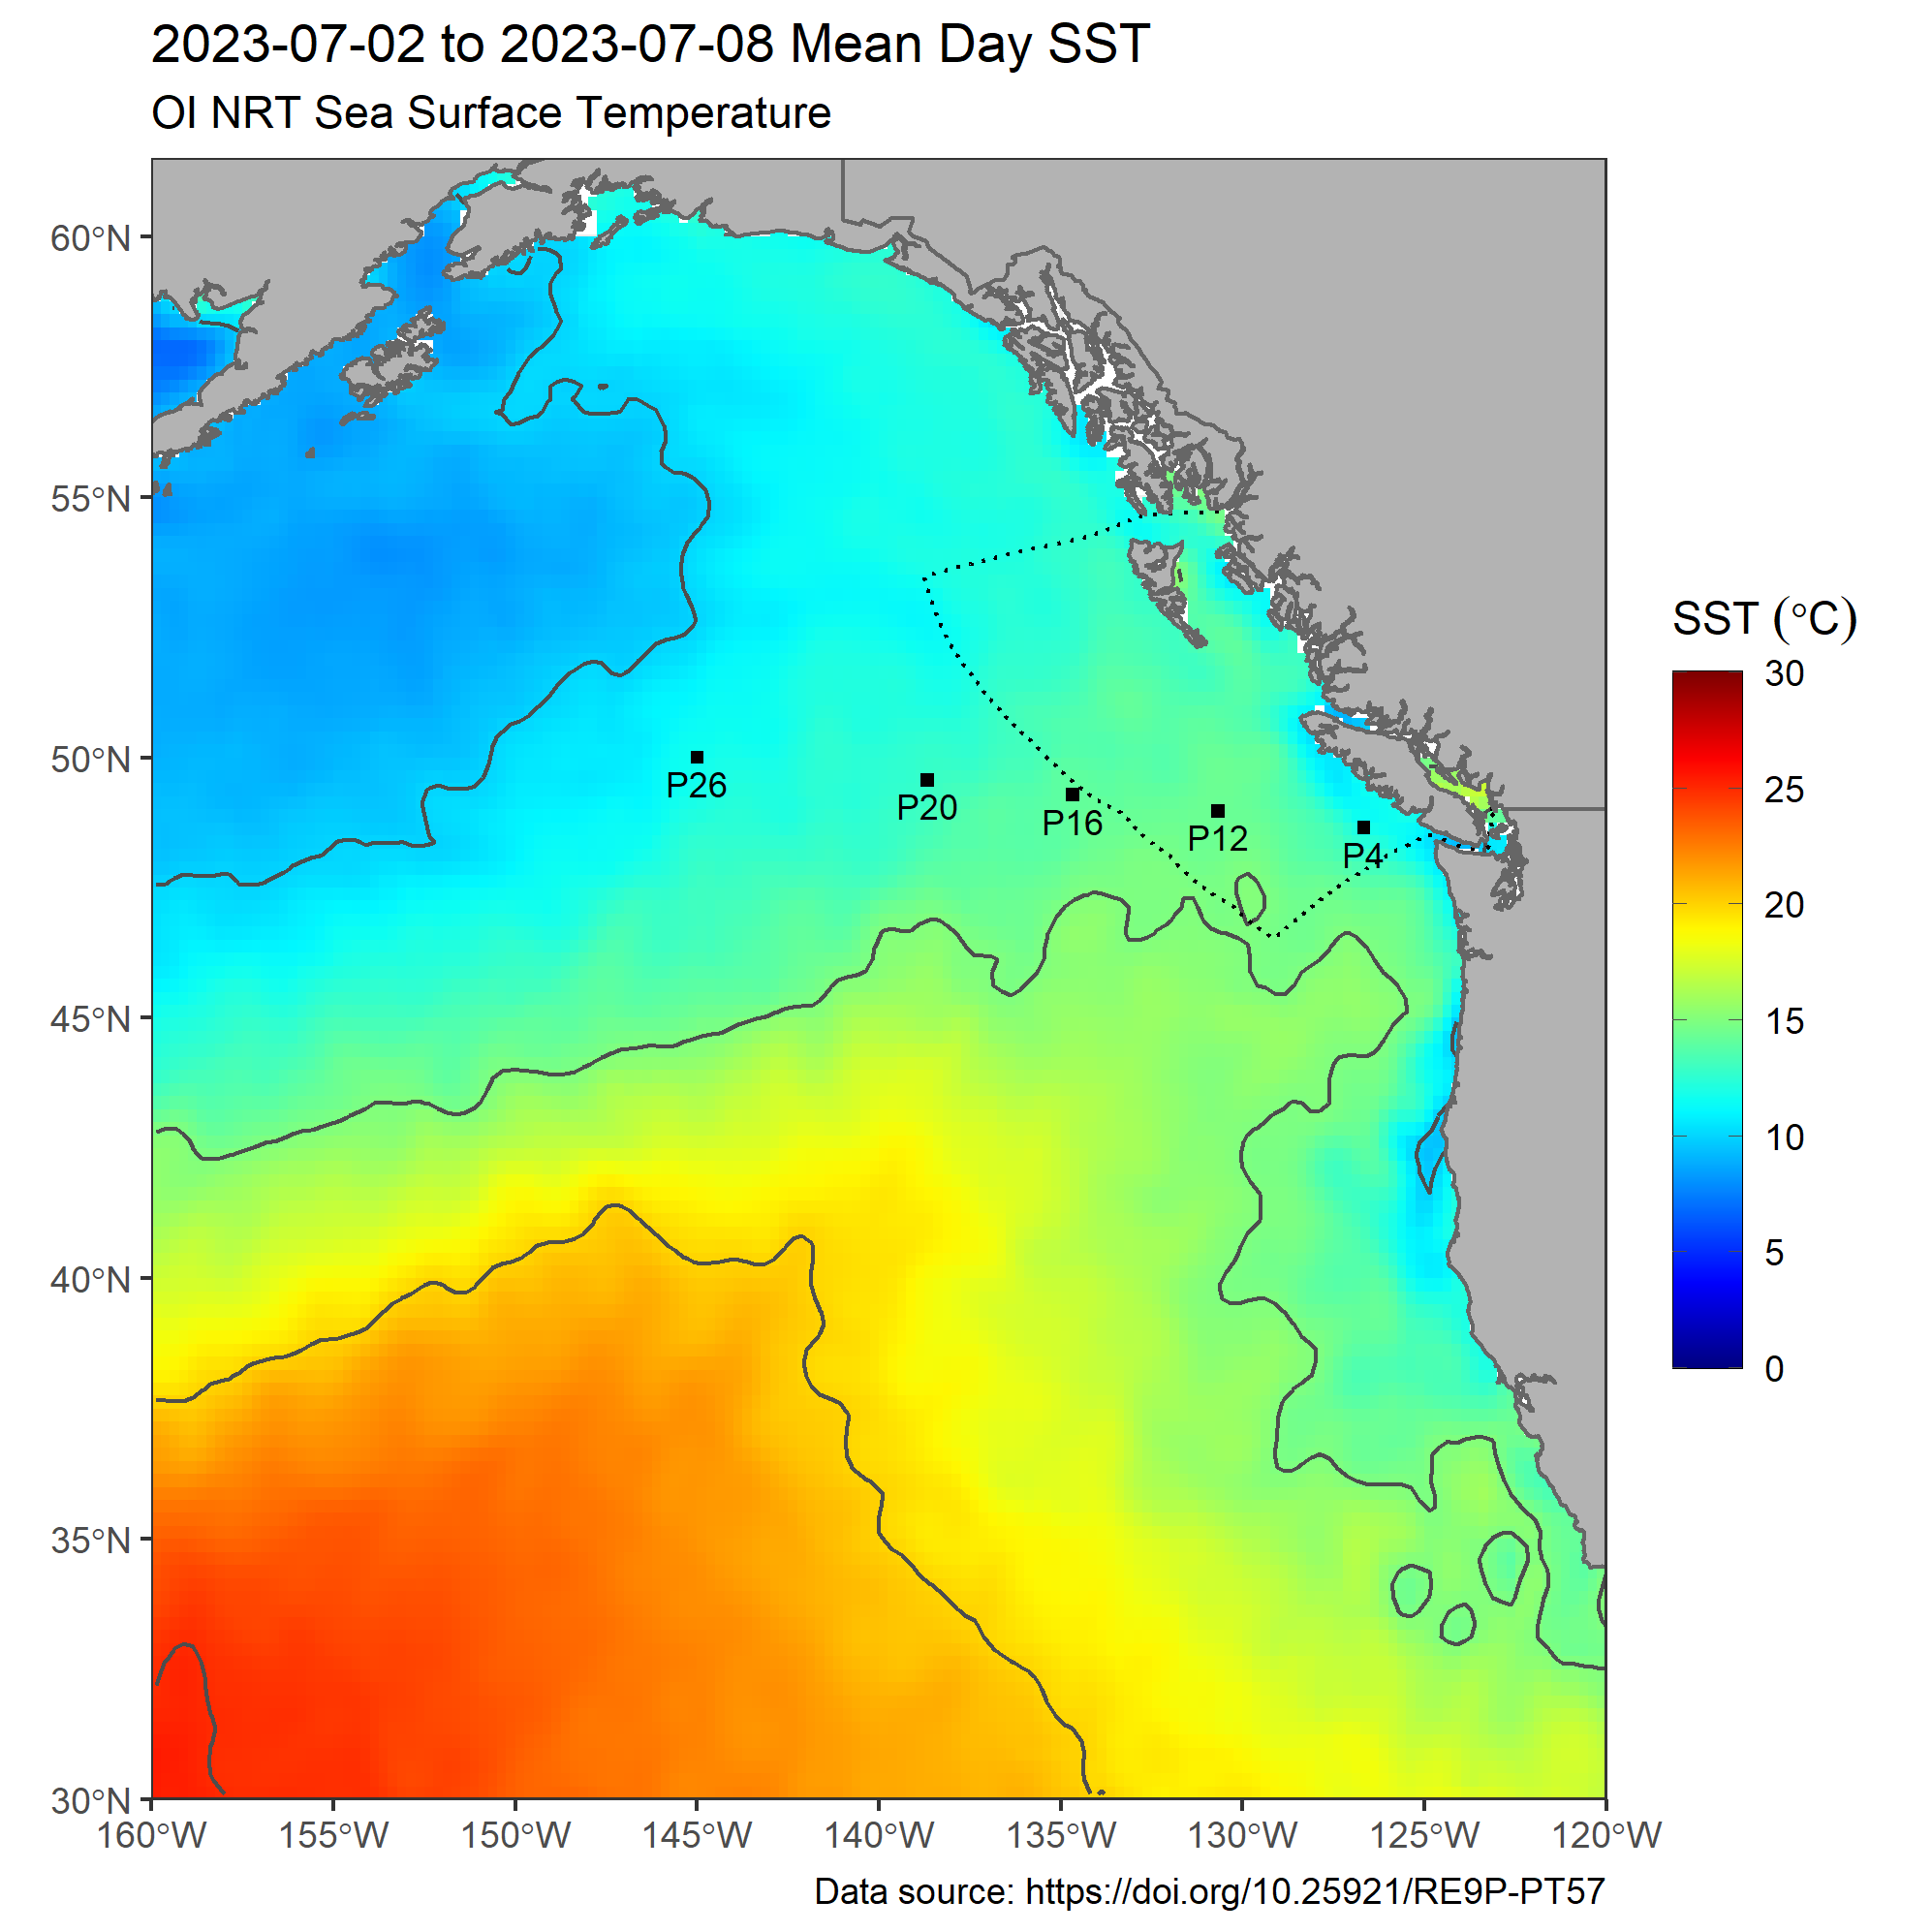 2023-07-02 to 2023-07-08 Mean Day SST
OI NRT Sea Surface Temperature
60°N
55°N
50°N
45°N
40°N
35°N
30°N
160°W 155°W 150°W 145°W 140°W 135°W 130°W 125°W 120°W
P26
P20
P16
P12
P4
SST (°C)
30
25
20
15
10
5
0
Data source: https://doi.org/10.25921/RE9P-PT57